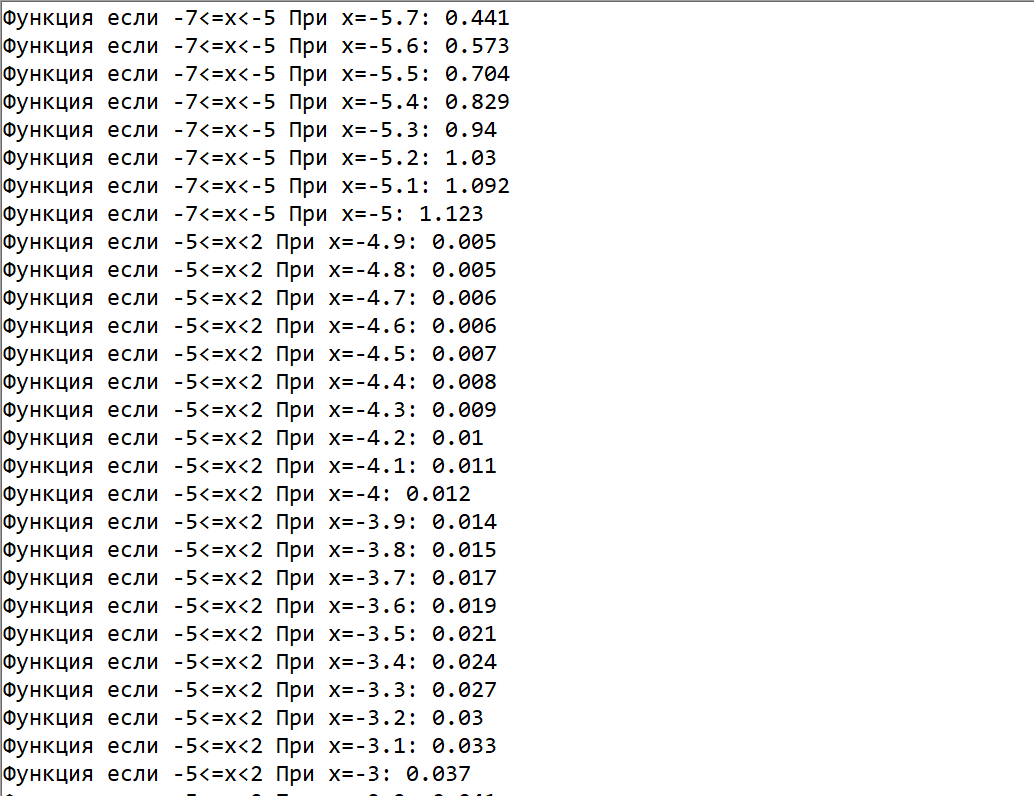 Функция если -7<=x<-5 При x=-5.7: 0.441
Функция если -7<=x<-5 При x=-5.6: 0.573
Функция если -7<=x<-5 При x=-5.5: 0.704
Функция если -7<=x<-5 При x=-5.4: 0.829
Функция если -7<=x<-5 При x=-5.3: 0.94
Функция если -7<=x<-5 При x=-5.2: 1.03
Функция если -7<=x<-5 При x=-5.1: 1.092
Функция если -7<=x<-5 При x=-5: 1.123
Функция если -5<=x<2 При x=-4.9: 0.005
Функция если -5<=x<2 При x=-4.8: 0.005
Функция если -5<=x<2 При x=-4.7: 0.006
Функция если -5<=x<2 При x=-4.6: 0.006
Функция если -5<=x<2 При x=-4.5: 0.007
Функция если -5<=x<2 При x=-4.4: 0.008
Функция если -5<=x<2 При x=-4.3: 0.009
Функция если -5<=x<2 При x=-4.2: 0.01
Функция если -5<=x<2 При x=-4.1: 0.011
Функция если -5<=x<2 При x=-4: 0.012
Функция если -5<=x<2 При x=-3.9: 0.014
Функция если -5<=x<2 При x=-3.8: 0.015
Функция если -5<=x<2 При x=-3.7: 0.017
Функция если -5<=x<2 При x=-3.6: 0.019
Функция если -5<=x<2 При x=-3.5: 0.021
Функция если -5<=x<2 При x=-3.4: 0.024
Функция если -5<=x<2 При x=-3.3: 0.027
Функция если -5<=x<2 При x=-3.2: 0.03
Функция если -5<=x<2 При x=-3.1: 0.033
Функция если -5<=x<2 При x=-3: 0.037